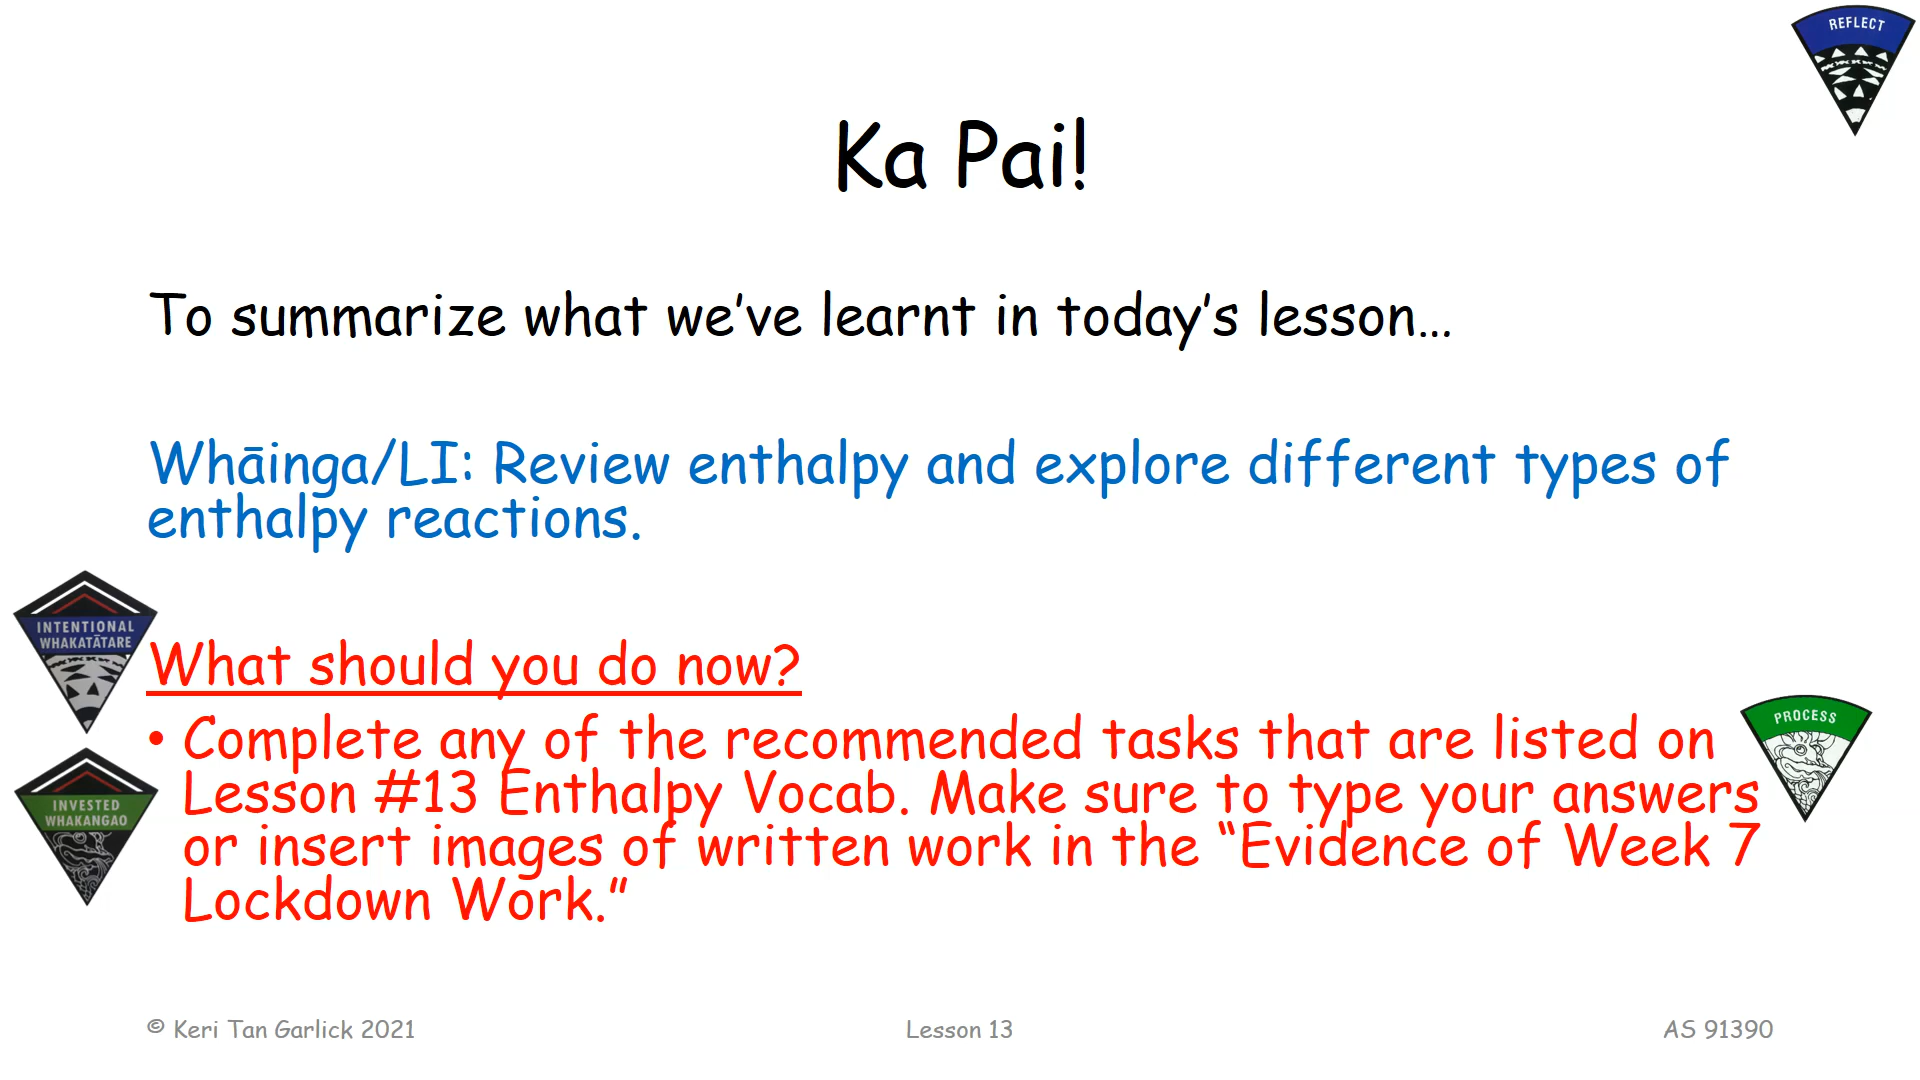 REFLECT
Ka Pai!
To summarize what we’ve learnt in today’s lesson…
Whāinga/LI: Review enthalpy and explore different types of
enthalpy reactions.
INTENTIONAL
WHAKATĀTARE
What should you do now?
• Complete any of the recommended tasks that are listed on
Lesson #13 Enthalpy Vocab. Make sure to type your answers
or insert images of written work in the “Evidence of Week 7
Lockdown Work.”
PROCESS
INVESTED
WHAKANGAO
© Keri Tan Garlick 2021
Lesson 13
AS 91390